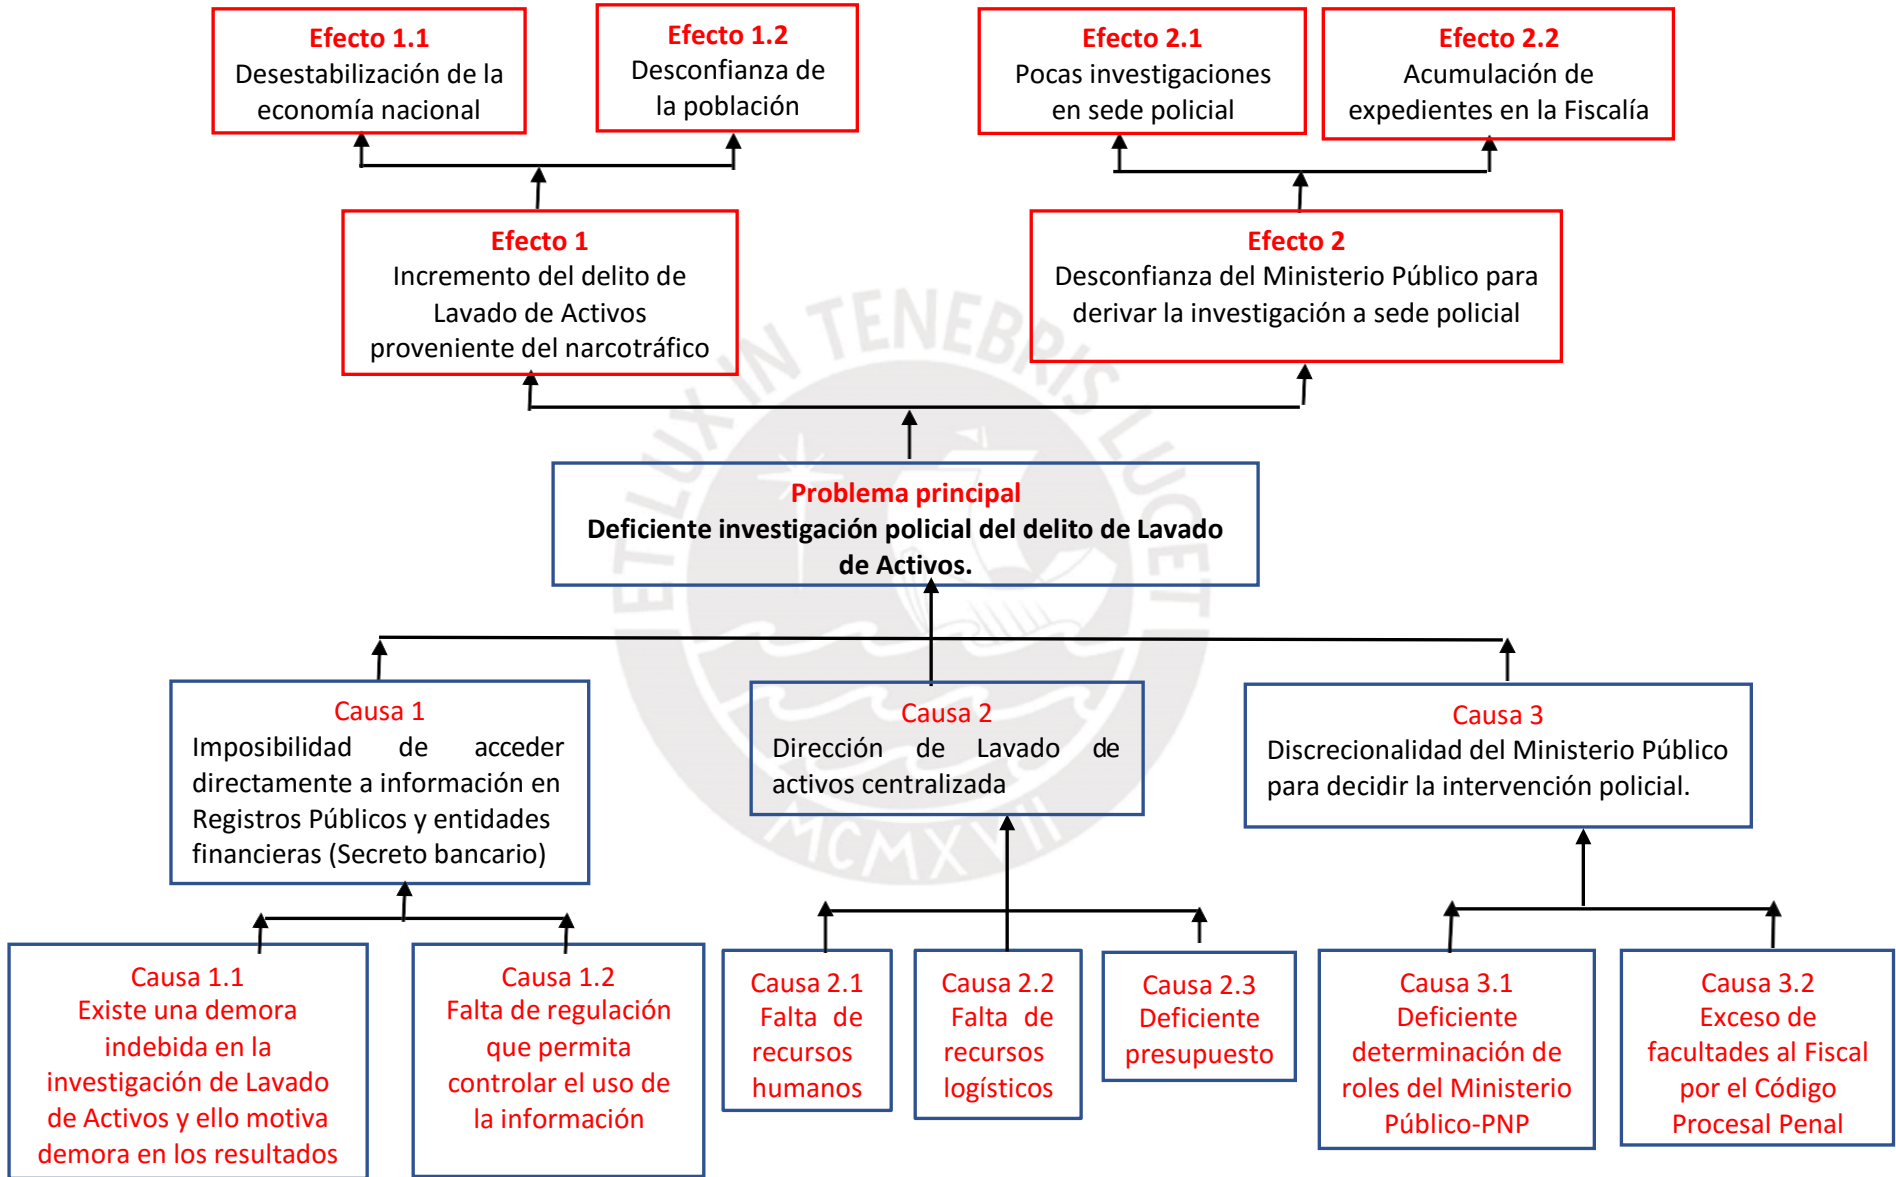 Efecto 1.1
Desestabilización de la
economía nacional
Efecto 1.2
Desconfianza de
la población
Efecto 2.1
Pocas investigaciones
en sede policial
Efecto 2.2
Acumulación de
expedientes en la Fiscalía
Efecto 1
Incremento del delito de
Lavado de Activos
proveniente del narcotráfico
Efecto 2
Desconfianza del Ministerio Público para
derivar la investigación a sede policial
ET LUX IN TENEBRIS LUCET
Problema principal
Deficiente investigación policial del delito de Lavado
de Activos.
Causa 1
Imposibilidad de acceder
directamente a información en
Registros Públicos y entidades
financieras (Secreto bancario)
Causa 2
Dirección de Lavado de
activos centralizada
Causa 3
Discrecionalidad del Ministerio Público
para decidir la intervención policial.
MCMXVII
Causa 1.1
Existe una demora
indebida en la
investigación de Lavado
de Activos y ello motiva
demora en los resultados
Causa 1.2
Falta de regulación
que permita
controlar el uso de
la información
Causa 2.1
Falta de
recursos
humanos
Causa 2.2
Falta de
recursos
logísticos
Causa 2.3
Deficiente
presupuesto
Causa 3.1
Deficiente
determinación de
roles del Ministerio
Público-PNP
Causa 3.2
Exceso de
facultades al Fiscal
por el Código
Procesal Penal